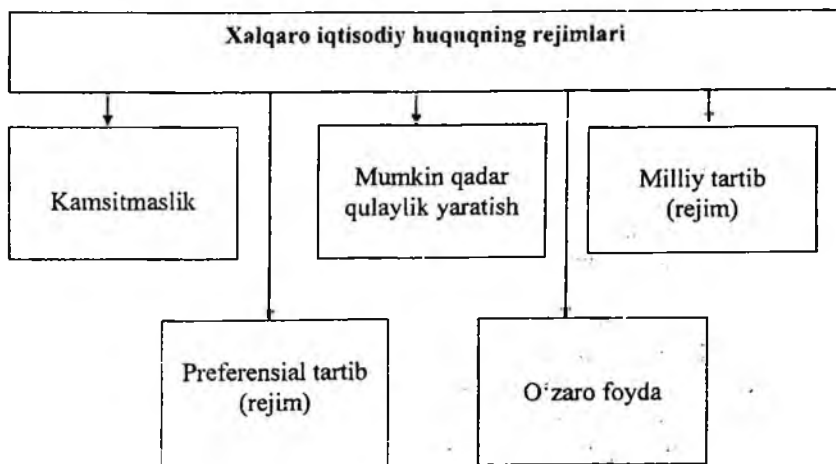 Xalqaro iqtisodiy huquqning rejimlari
Kamsitmaslik
Mumkin qadar
qulaylik yaratish
Milliy tartib
(rejim)
Preferensial tartib
(rejim)
O‘zaro foyda